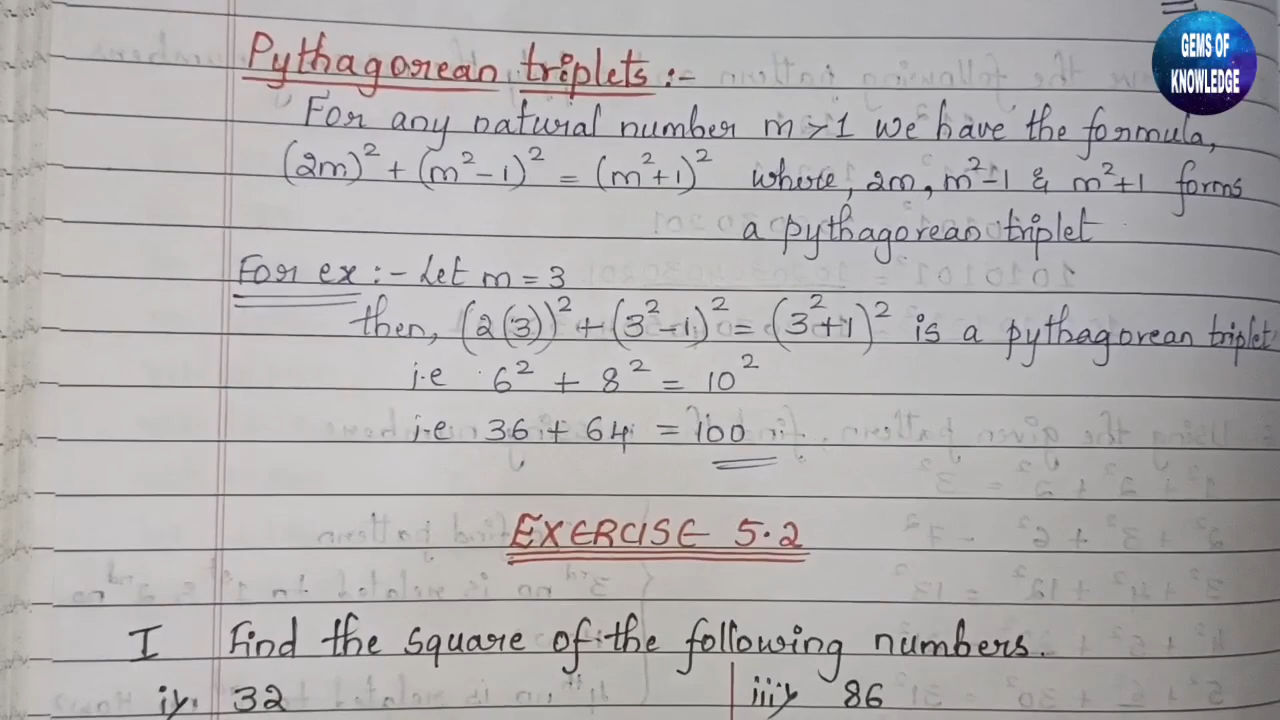 GEMS OF
KNOWLEDGE
Pythagorean triplets :-
For any natural number m > 1 we have the formula,
(2m)² + (m²-1)² = (m²+1)² where, 2m, m²-1 & m²+1 forms
a pythagorean triplet
For ex :- Let m = 3
then, (2(3))² + (3²-1)² = (3²+1)² is a pythagorean triplet
i.e 6² + 8² = 10²
i.e 36 + 64 = 100
EXERCISE 5.2
I Find the square of the following numbers.
i). 32 iii) 86